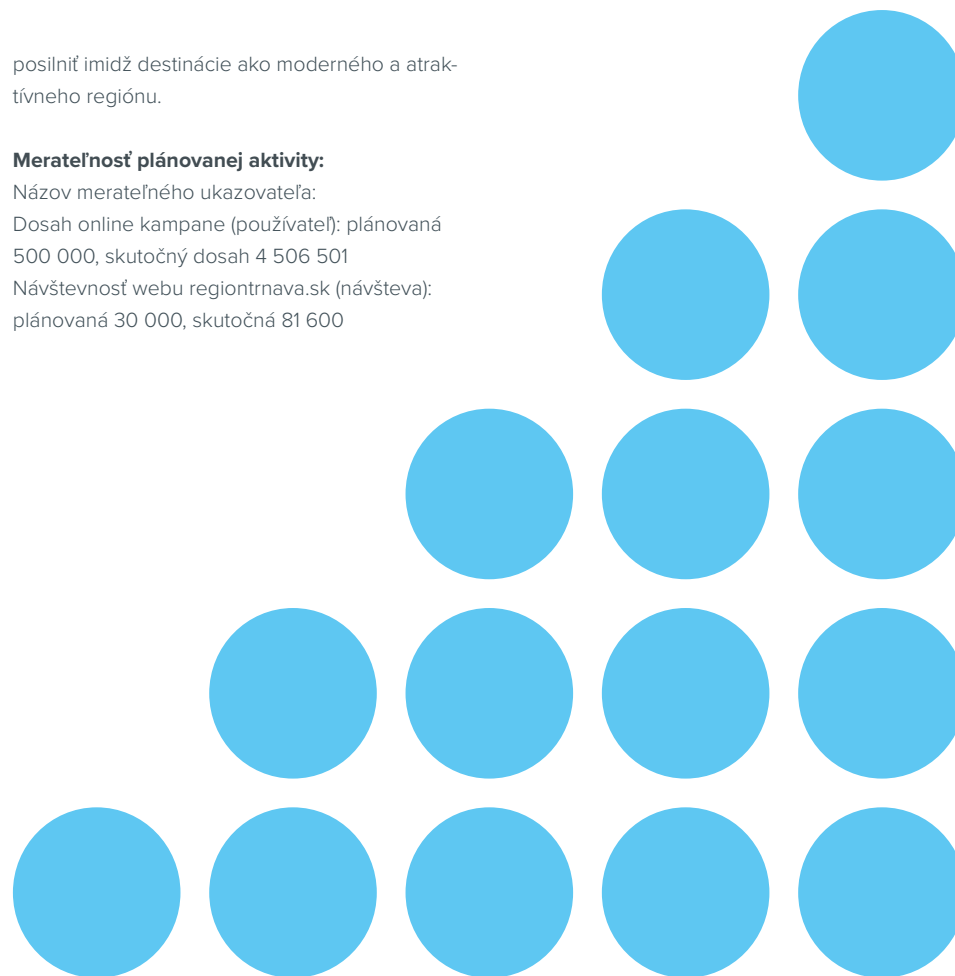 posilniť imidž destinácie ako moderného a atrak-
tívneho regiónu.
Merateľnosť plánovanej aktivity:
Názov merateľného ukazovateľa:
Dosah online kampane (používateľ): plánovaná
500 000, skutočný dosah 4 506 501
Návštevnosť webu regiontrnava.sk (návšteva):
plánovaná 30 000, skutočná 81 600